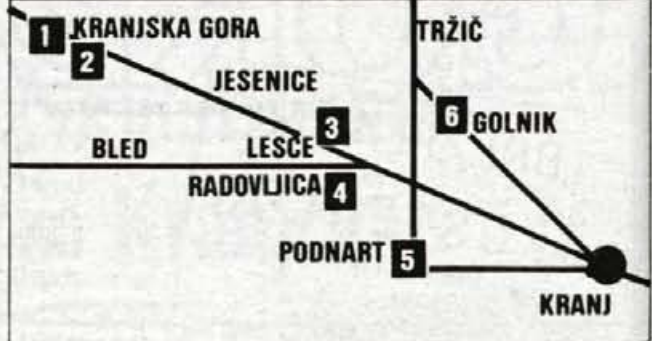 1 KRANJSKA GORA
TRŽIČ
2
JESENICE
3
6 GOLNIK
BLED
LESCE
RADOVLJICA 4
PODNART 5
KRANJ